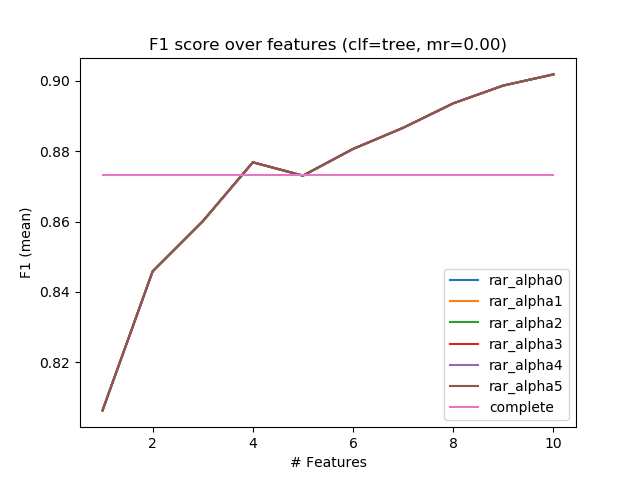 F1 score over features (clf=tree, mr=0.00)
F1 (mean)
0.90
0.88
0.86
0.84
0.82
rar_alpha0
rar_alpha1
rar_alpha2
rar_alpha3
rar_alpha4
rar_alpha5
complete
2 4 6 8 10
# Features